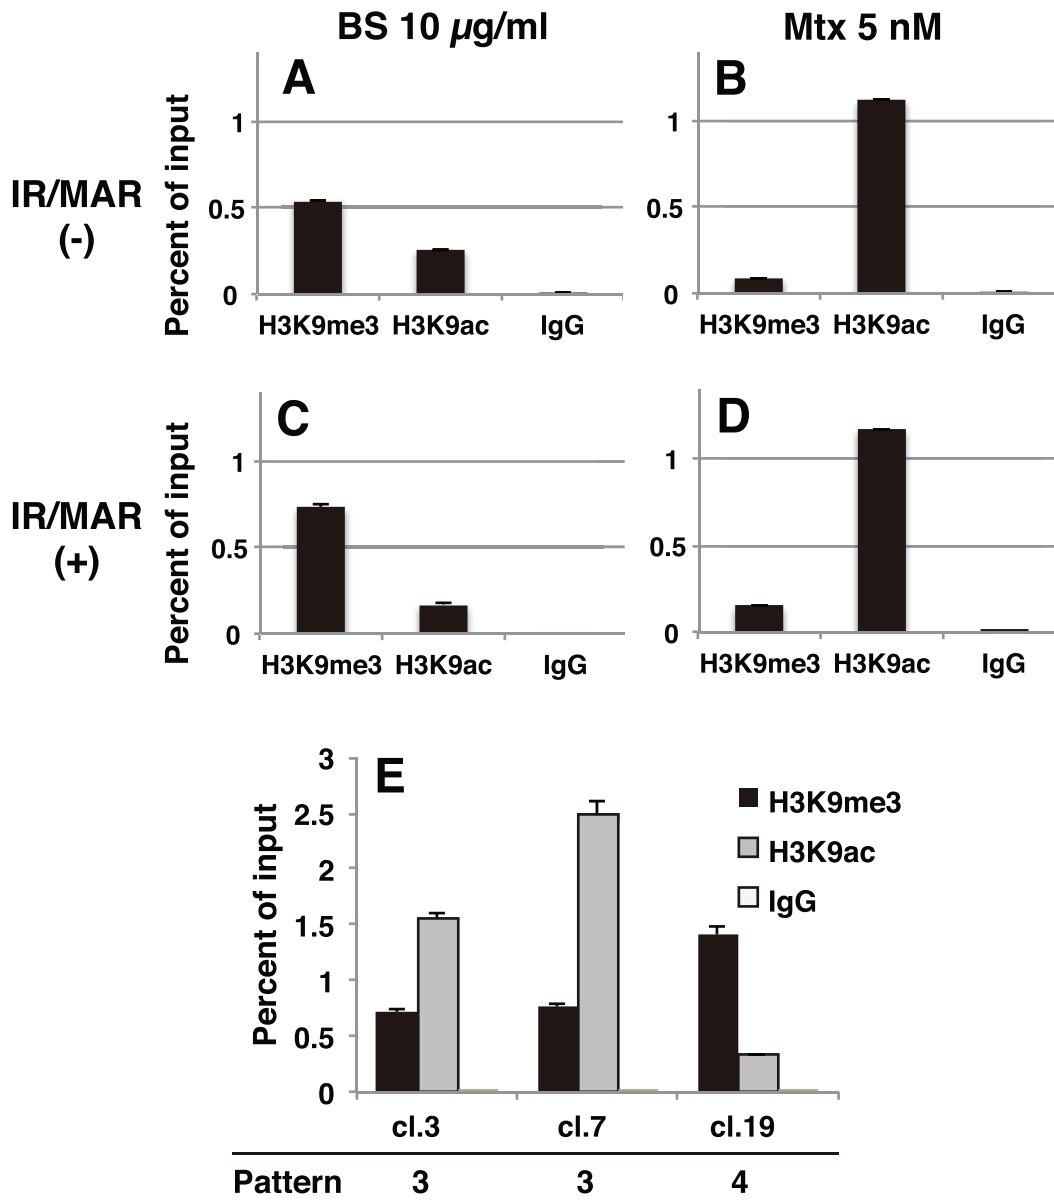 BS 10 µg/ml
Mtx 5 nM
IR/MAR
(-)
A
Percent of input
1
0.5
0
H3K9me3 H3K9ac IgG
B
1
0.5
0
H3K9me3 H3K9ac IgG
IR/MAR
(+)
C
Percent of input
1
0.5
0
H3K9me3 H3K9ac IgG
D
1
0.5
0
H3K9me3 H3K9ac IgG
E
Percent of input
3
2.5
2
1.5
1
0.5
0
H3K9me3
H3K9ac
IgG
cl.3 cl.7 cl.19
Pattern 3 3 4